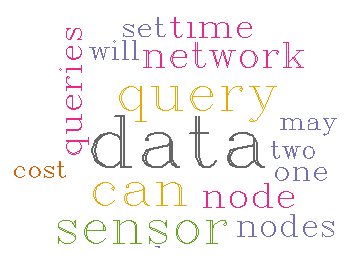 set time
will network
queries
query
data
may
two
cost
one
can
node
sensor
nodes